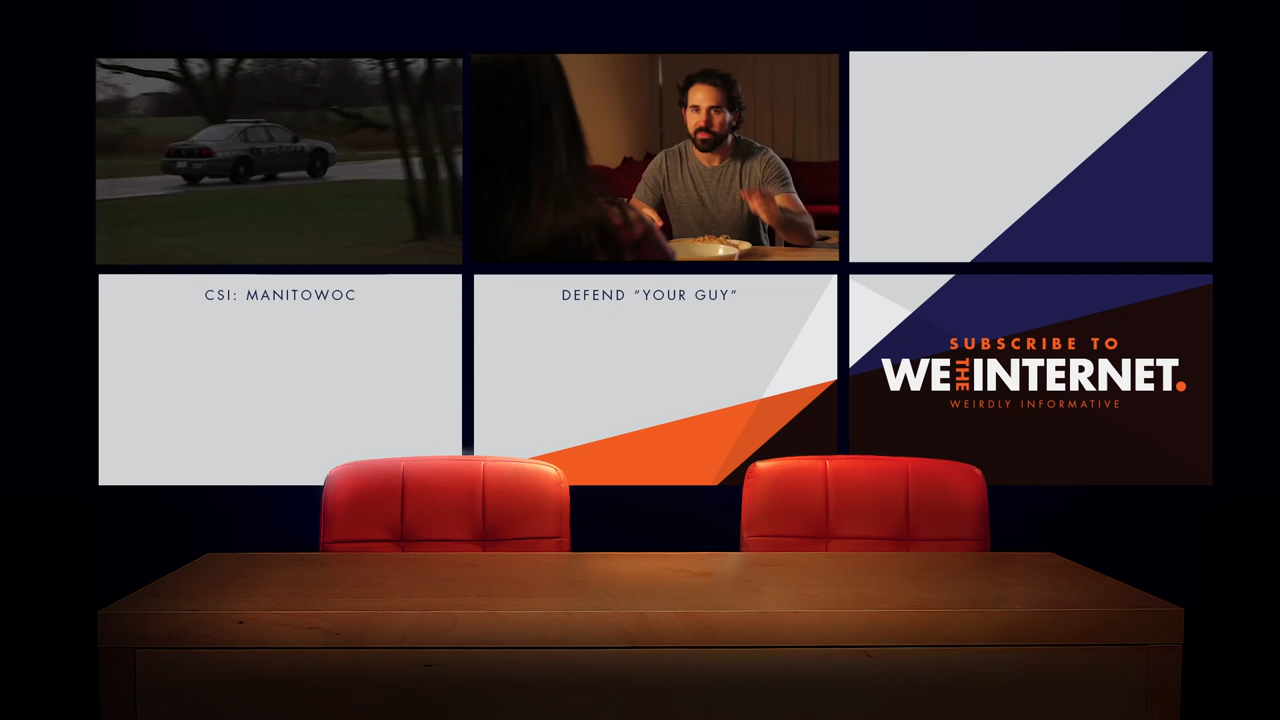 CSI: MANITOWOC
DEFEND “YOUR GUY”
SUBSCRIBE TO
WE THE INTERNET.
WEIRDLY INFORMATIVE